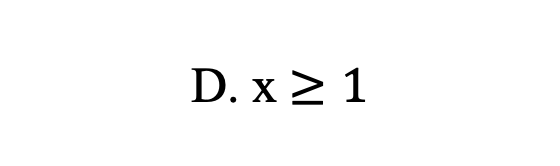 D. x ≥ 1